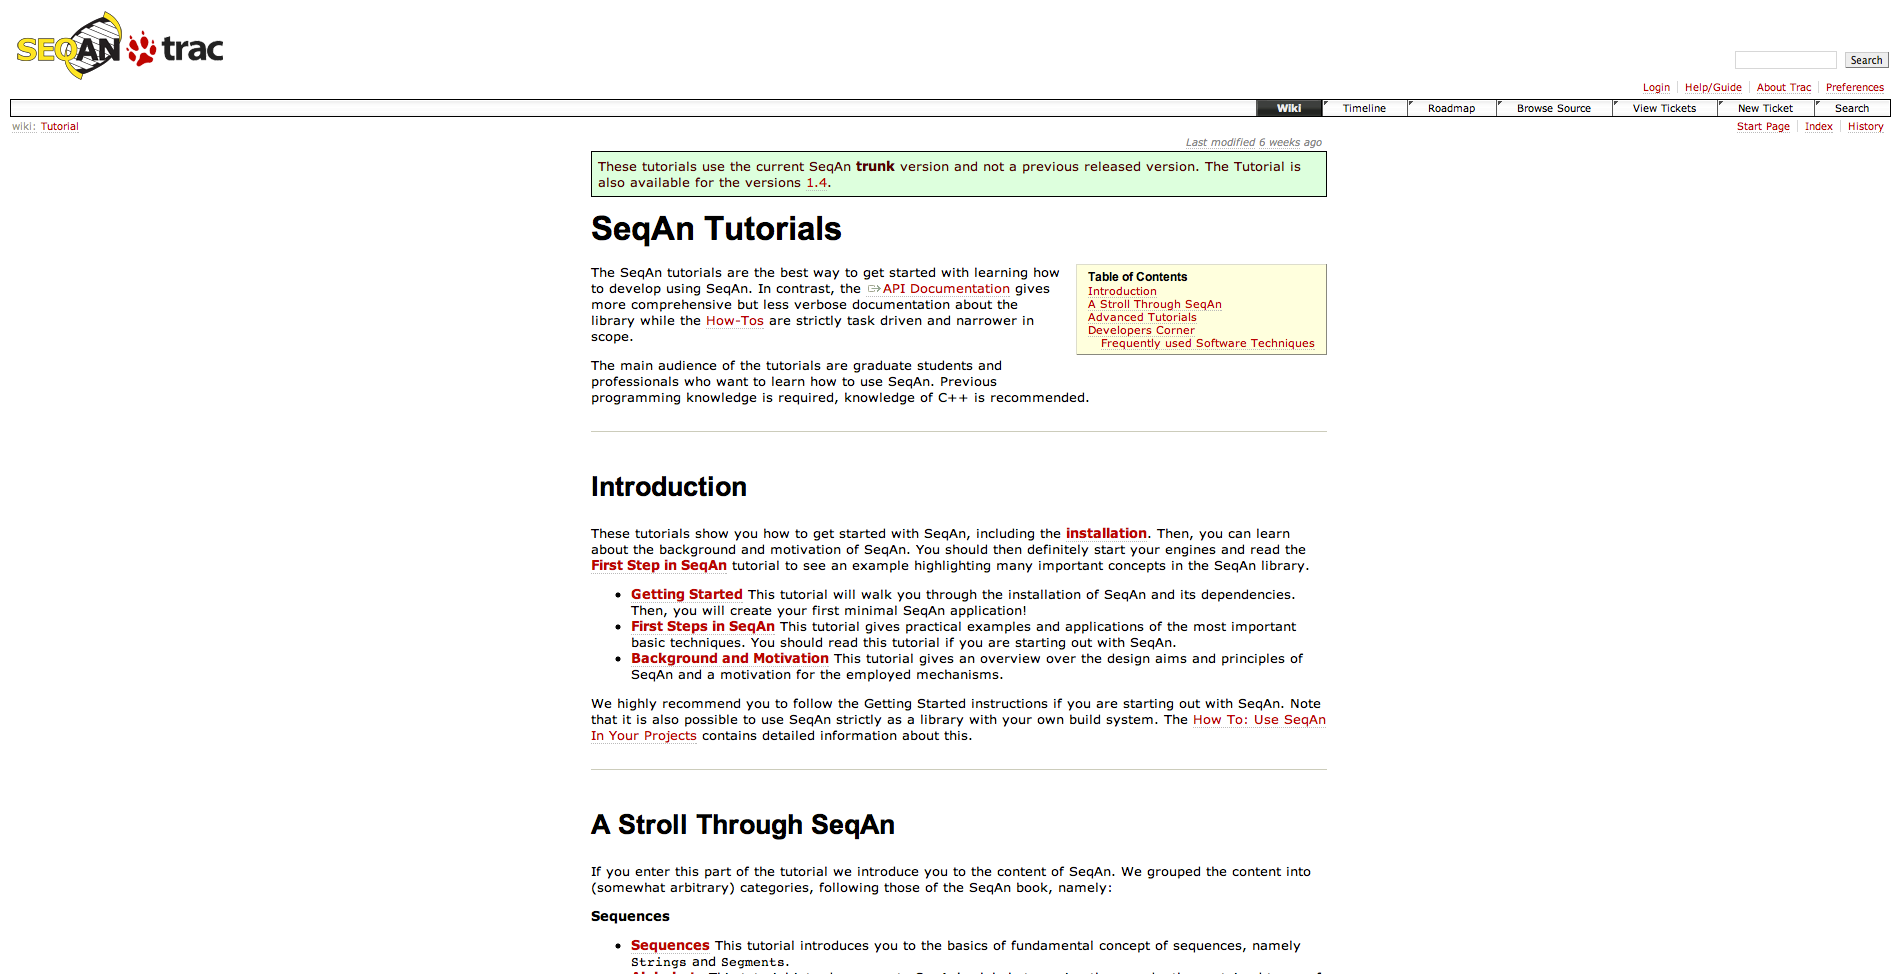 SEQAN trac
Search
Login Help/Guide About Trac Preferences
Wiki Timeline Roadmap Browse Source View Tickets New Ticket Search
wiki: Tutorial
Start Page Index History
Last modified 6 weeks ago
These tutorials use the current SeqAn trunk version and not a previous released version. The Tutorial is
also available for the versions 1.4.
SeqAn Tutorials
The SeqAn tutorials are the best way to get started with learning how
to develop using SeqAn. In contrast, the API Documentation gives
more comprehensive but less verbose documentation about the
library while the How-Tos are strictly task driven and narrower in
scope.
Table of Contents
Introduction
A Stroll Through SeqAn
Advanced Tutorials
Developers Corner
Frequently used Software Techniques
The main audience of the tutorials are graduate students and
professionals who want to learn how to use SeqAn. Previous
programming knowledge is required, knowledge of C++ is recommended.
Introduction
These tutorials show you how to get started with SeqAn, including the installation. Then, you can learn
about the background and motivation of SeqAn. You should then definitely start your engines and read the
First Step in SeqAn tutorial to see an example highlighting many important concepts in the SeqAn library.
• Getting Started This tutorial will walk you through the installation of SeqAn and its dependencies.
Then, you will create your first minimal SeqAn application!
• First Steps in SeqAn This tutorial gives practical examples and applications of the most important
basic techniques. You should read this tutorial if you are starting out with SeqAn.
• Background and Motivation This tutorial gives an overview over the design aims and principles of
SeqAn and a motivation for the employed mechanisms.
We highly recommend you to follow the Getting Started instructions if you are starting out with SeqAn. Note
that it is also possible to use SeqAn strictly as a library with your own build system. The How To: Use SeqAn
In Your Projects contains detailed information about this.
A Stroll Through SeqAn
If you enter this part of the tutorial we introduce you to the content of SeqAn. We grouped the content into
(somewhat arbitrary) categories, following those of the SeqAn book, namely:
Sequences
• Sequences This tutorial introduces you to the basics of fundamental concept of sequences, namely
Strings and Segments.